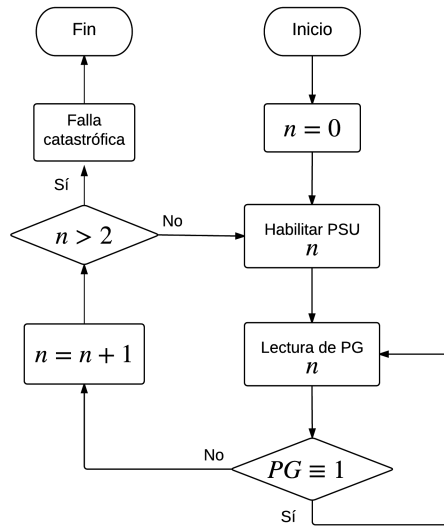 Fin
Inicio
Falla
catastrófica
n = 0
Sí
n > 2
No
Habilitar PSU
n
n = n + 1
Lectura de PG
n
No
PG ≡ 1
Sí